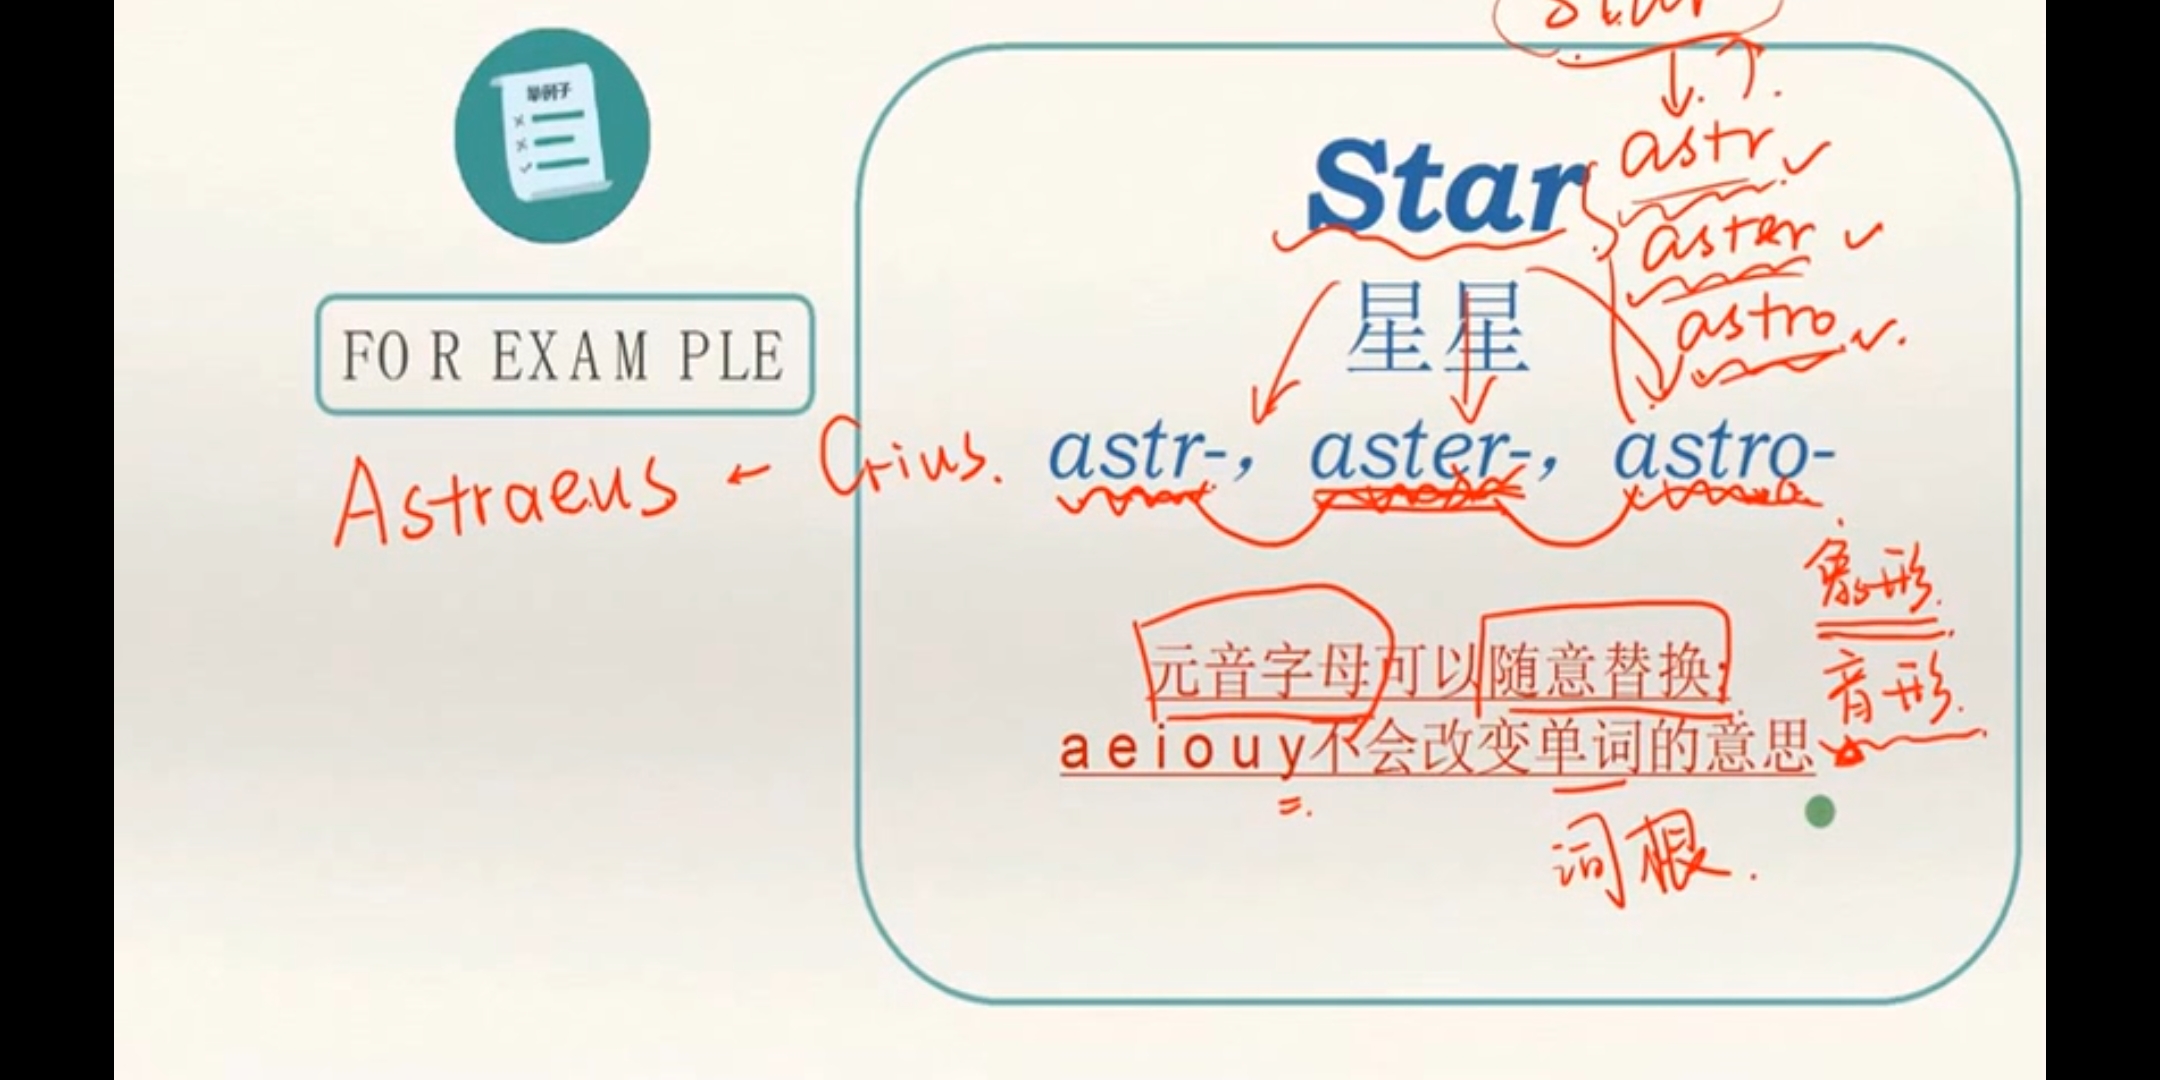 举例子
FOR EXAMPLE
Astraeus ← Crius.
star
Star
星星
astr
aster
astro
astr-, aster-, astro-
元音字母可以随意替换;
aeiouy不会改变单词的意思
象形.
音形.
词根.